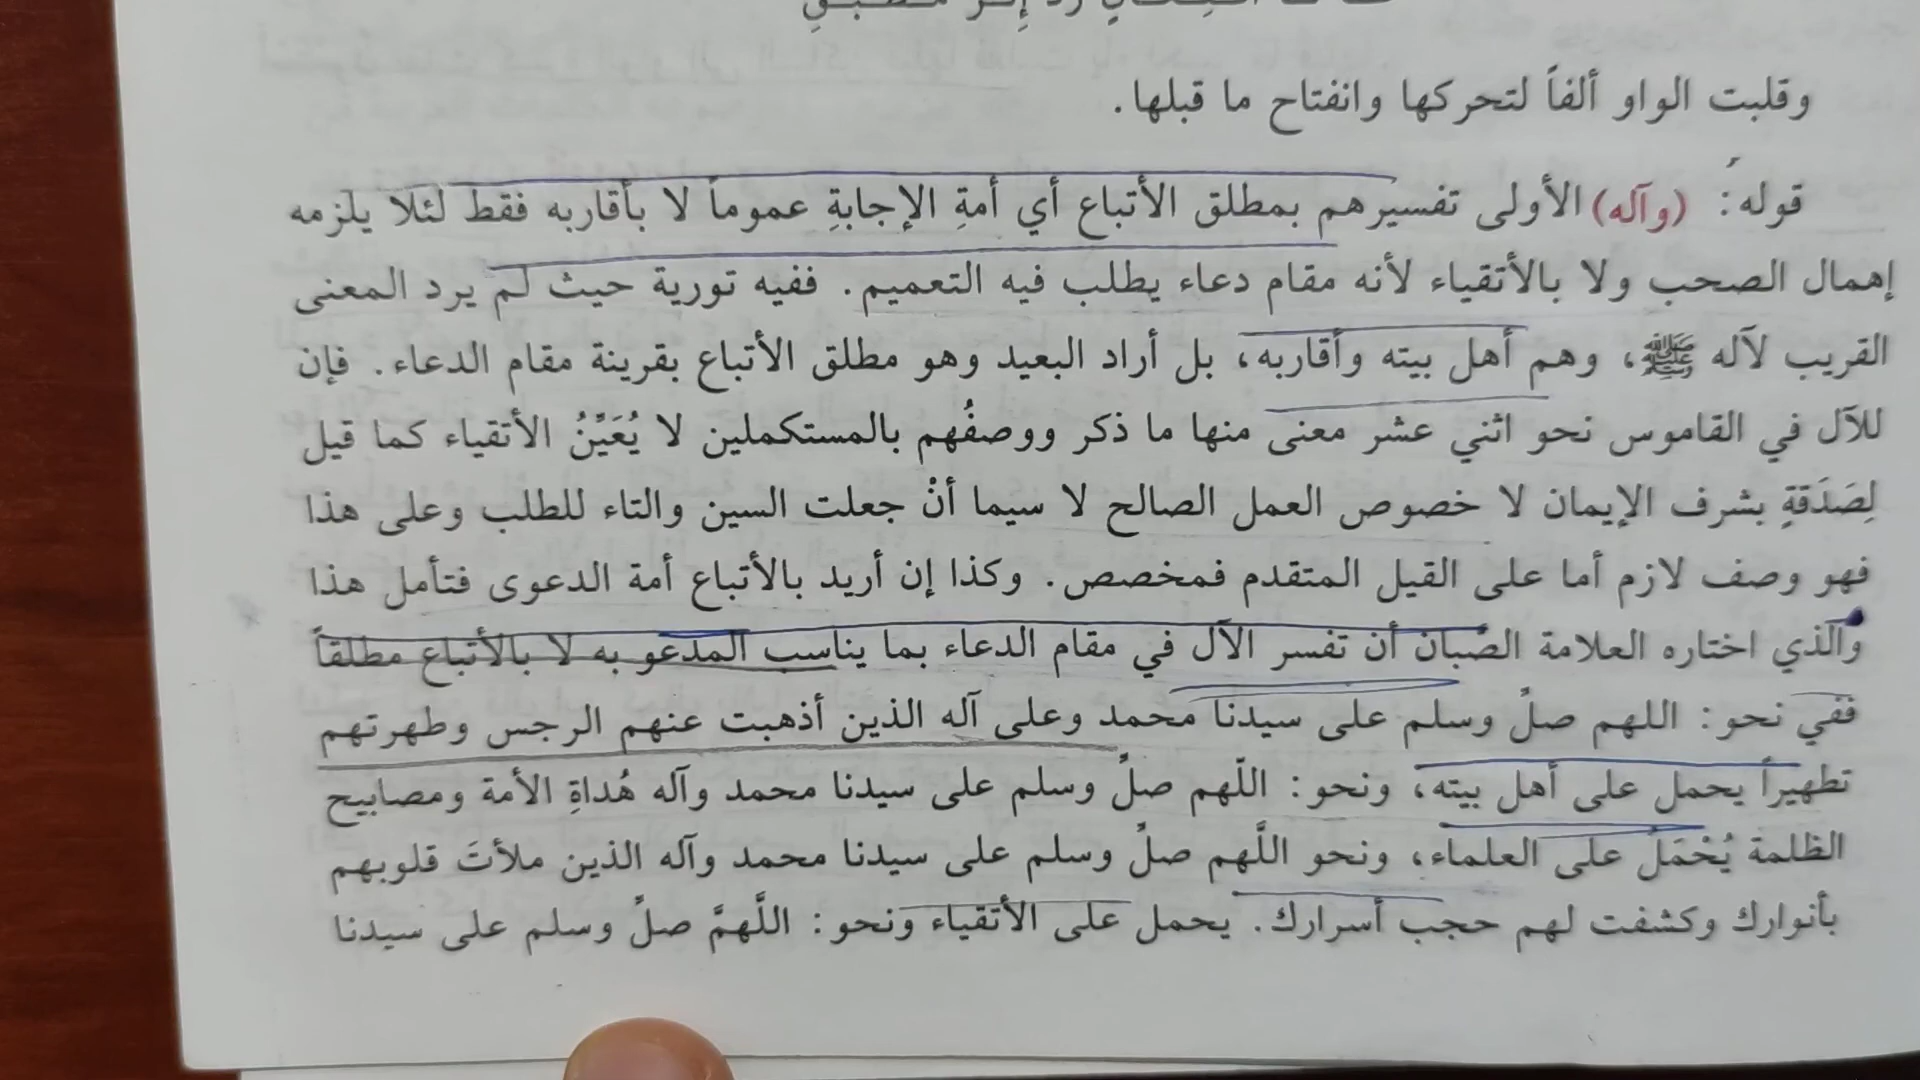 وقلبت الواو ألفاً لتحركها وانفتاح ما قبلها.
قوله: (وآله) الأولى تفسيرهم بمطلق الأتباع أي أمةِ الإجابةِ عموماً لا بأقاربه فقط لئلا يلزمه
إهمال الصحب ولا بالأتقياء لأنه مقام دعاء يطلب فيه التعميم. ففيه تورية حيث لم يرد المعنى
القريب لآله ﷺ، وهم أهل بيته وأقاربه، بل أراد البعيد وهو مطلق الأتباع بقرينة مقام الدعاء. فإن
للآل في القاموس نحو اثني عشر معنى منها ما ذكر ووصفُهم بالمستكملين لا يُعَيِّنُ الأتقياء كما قيل
لِصَدَقةٍ بشرف الإيمان لا خصوص العمل الصالح لا سيما أنْ جعلت السين والتاء للطلب وعلى هذا
فهو وصف لازم أما على القيل المتقدم فمخصص. وكذا إن أريد بالأتباع أمة الدعوى فتأمل هذا
والذي اختاره العلامة الصبان أن تفسر الآل في مقام الدعاء بما يناسب المدعو به لا بالأتباع مطلقاً
ففي نحو: اللهم صلِّ وسلم على سيدنا محمد وعلى آله الذين أذهبت عنهم الرجس وطهرتهم
تطهيراً يحمل على أهل بيته، ونحو: اللّهم صلِّ وسلم على سيدنا محمد وآله هُداةِ الأمة ومصابيح
الظلمة يُحْمَل على العلماء، ونحو اللَّهم صلِّ وسلم على سيدنا محمد وآله الذين ملأتَ قلوبهم
بأنوارك وكشفت لهم حجب أسرارك. يحمل على الأتقياء ونحو: اللَّهمَّ صلِّ وسلم على سيدنا